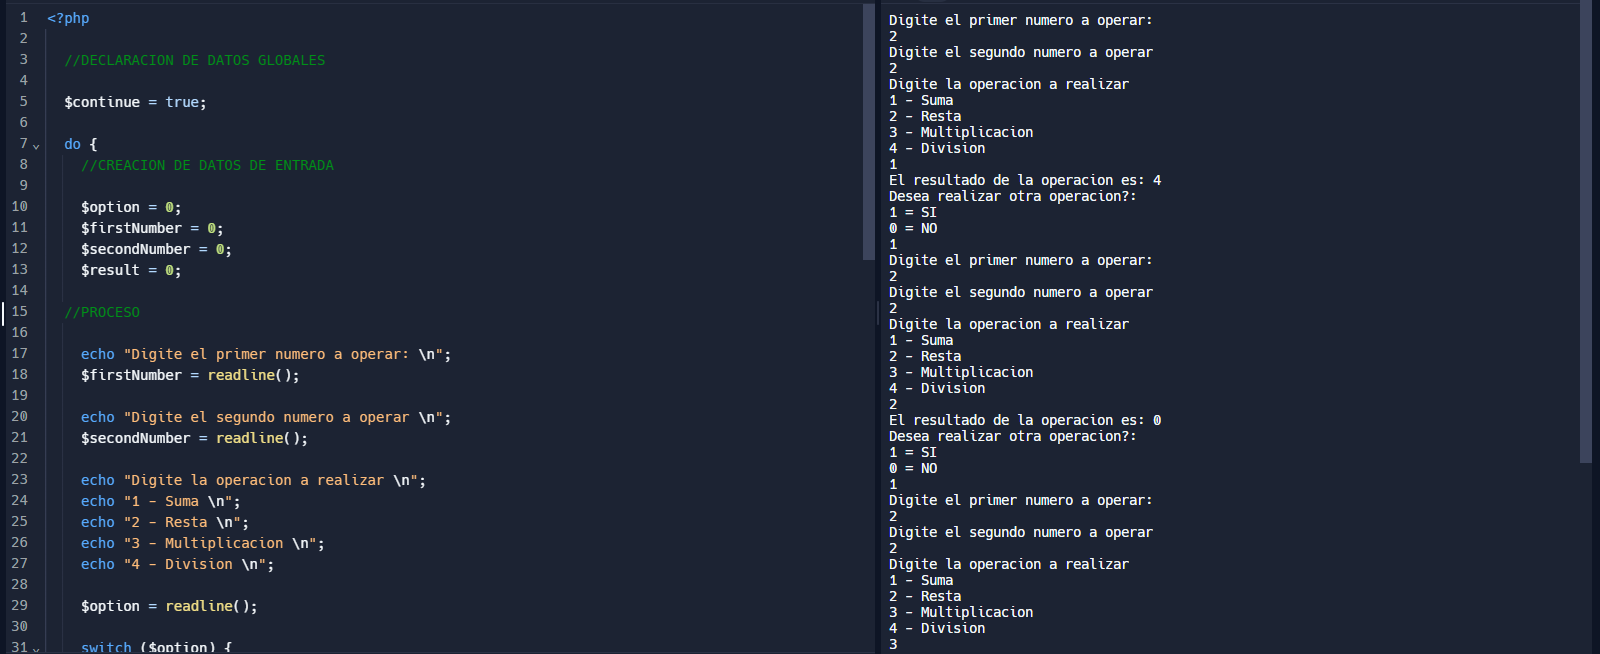 1 <?php
2
3 //DECLARACION DE DATOS GLOBALES
4
5 $continue = true;
6
7 do {
8 //CREACION DE DATOS DE ENTRADA
9
10 $option = 0;
11 $firstNumber = 0;
12 $secondNumber = 0;
13 $result = 0;
14
15 //PROCESO
16
17 echo "Digite el primer numero a operar: \n";
18 $firstNumber = readline();
19
20 echo "Digite el segundo numero a operar \n";
21 $secondNumber = readline();
22
23 echo "Digite la operacion a realizar \n";
24 echo "1 - Suma \n";
25 echo "2 - Resta \n";
26 echo "3 - Multiplicacion \n";
27 echo "4 - Division \n";
28
29 $option = readline();
30
31 switch ($option) {
Digite el primer numero a operar:
2
Digite el segundo numero a operar
2
Digite la operacion a realizar
1 - Suma
2 - Resta
3 - Multiplicacion
4 - Division
1
El resultado de la operacion es: 4
Desea realizar otra operacion?:
1 = SI
0 = NO
1
Digite el primer numero a operar:
2
Digite el segundo numero a operar
2
Digite la operacion a realizar
1 - Suma
2 - Resta
3 - Multiplicacion
4 - Division
2
El resultado de la operacion es: 0
Desea realizar otra operacion?:
1 = SI
0 = NO
1
Digite el primer numero a operar:
2
Digite el segundo numero a operar
2
Digite la operacion a realizar
1 - Suma
2 - Resta
3 - Multiplicacion
4 - Division
3